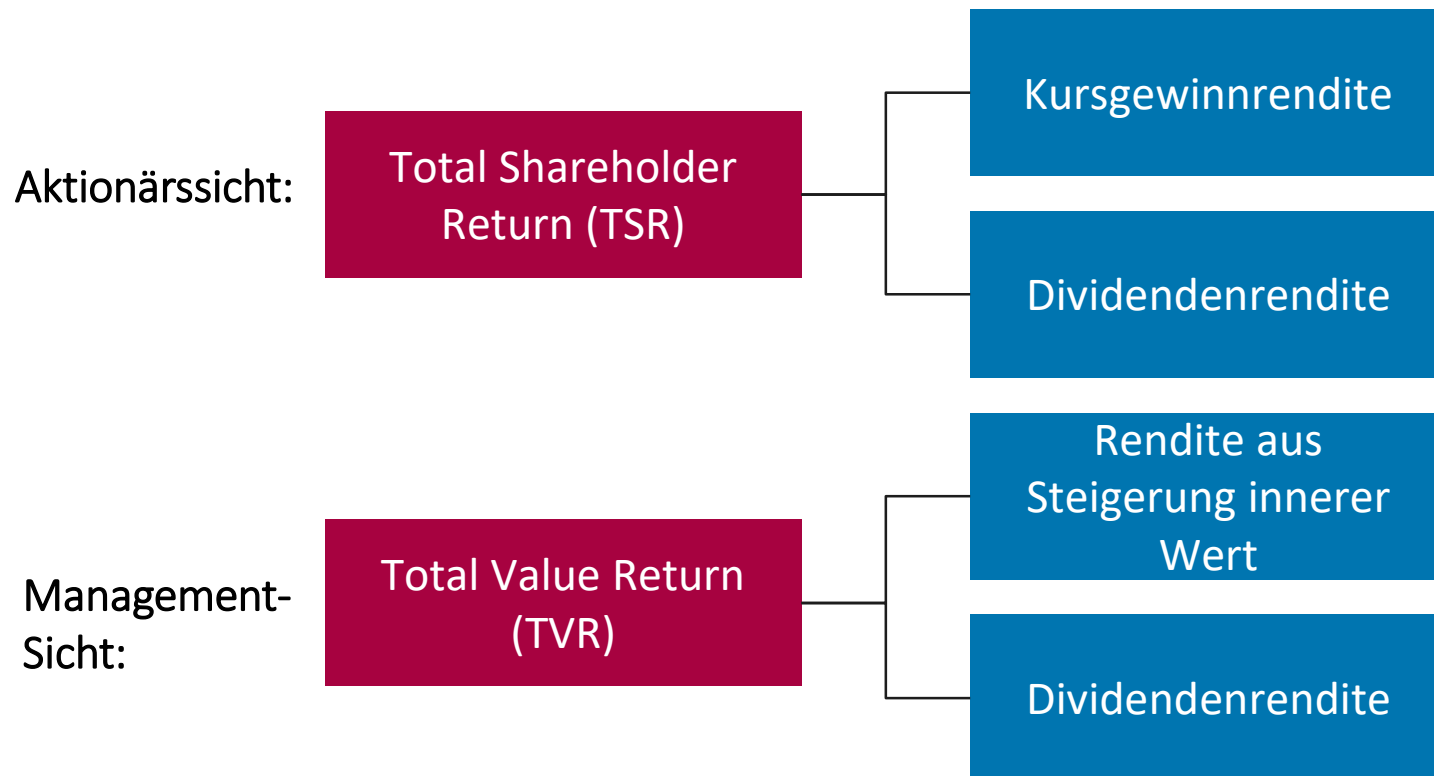 Kursgewinnrendite
Aktionärssicht:
Total Shareholder
Return (TSR)
Dividendenrendite
Rendite aus
Steigerung innerer
Wert
Management-
Sicht:
Total Value Return
(TVR)
Dividendenrendite